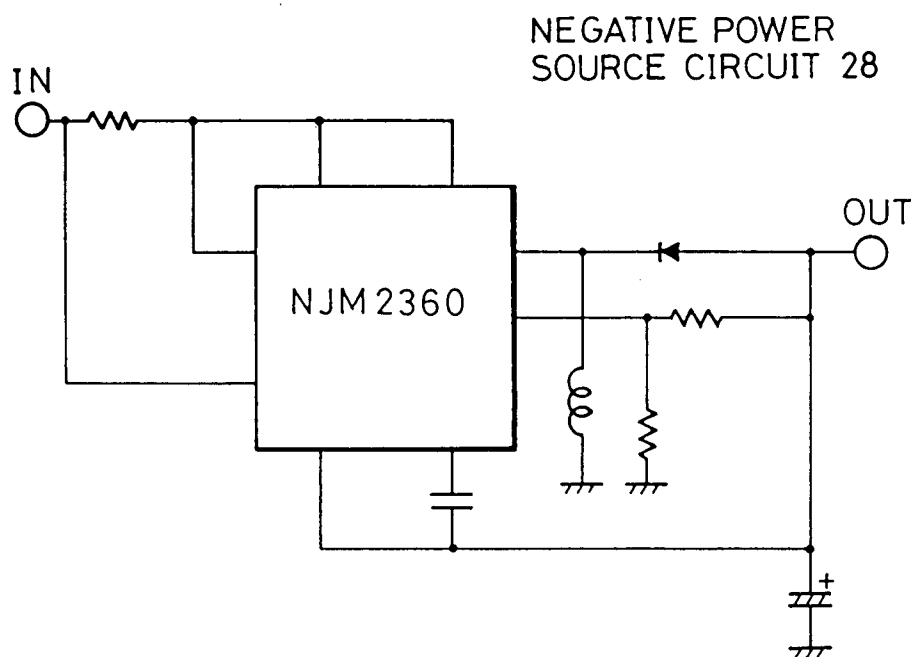 NEGATIVE POWER
SOURCE CIRCUIT 28
IN
OUT
NJM2360
+